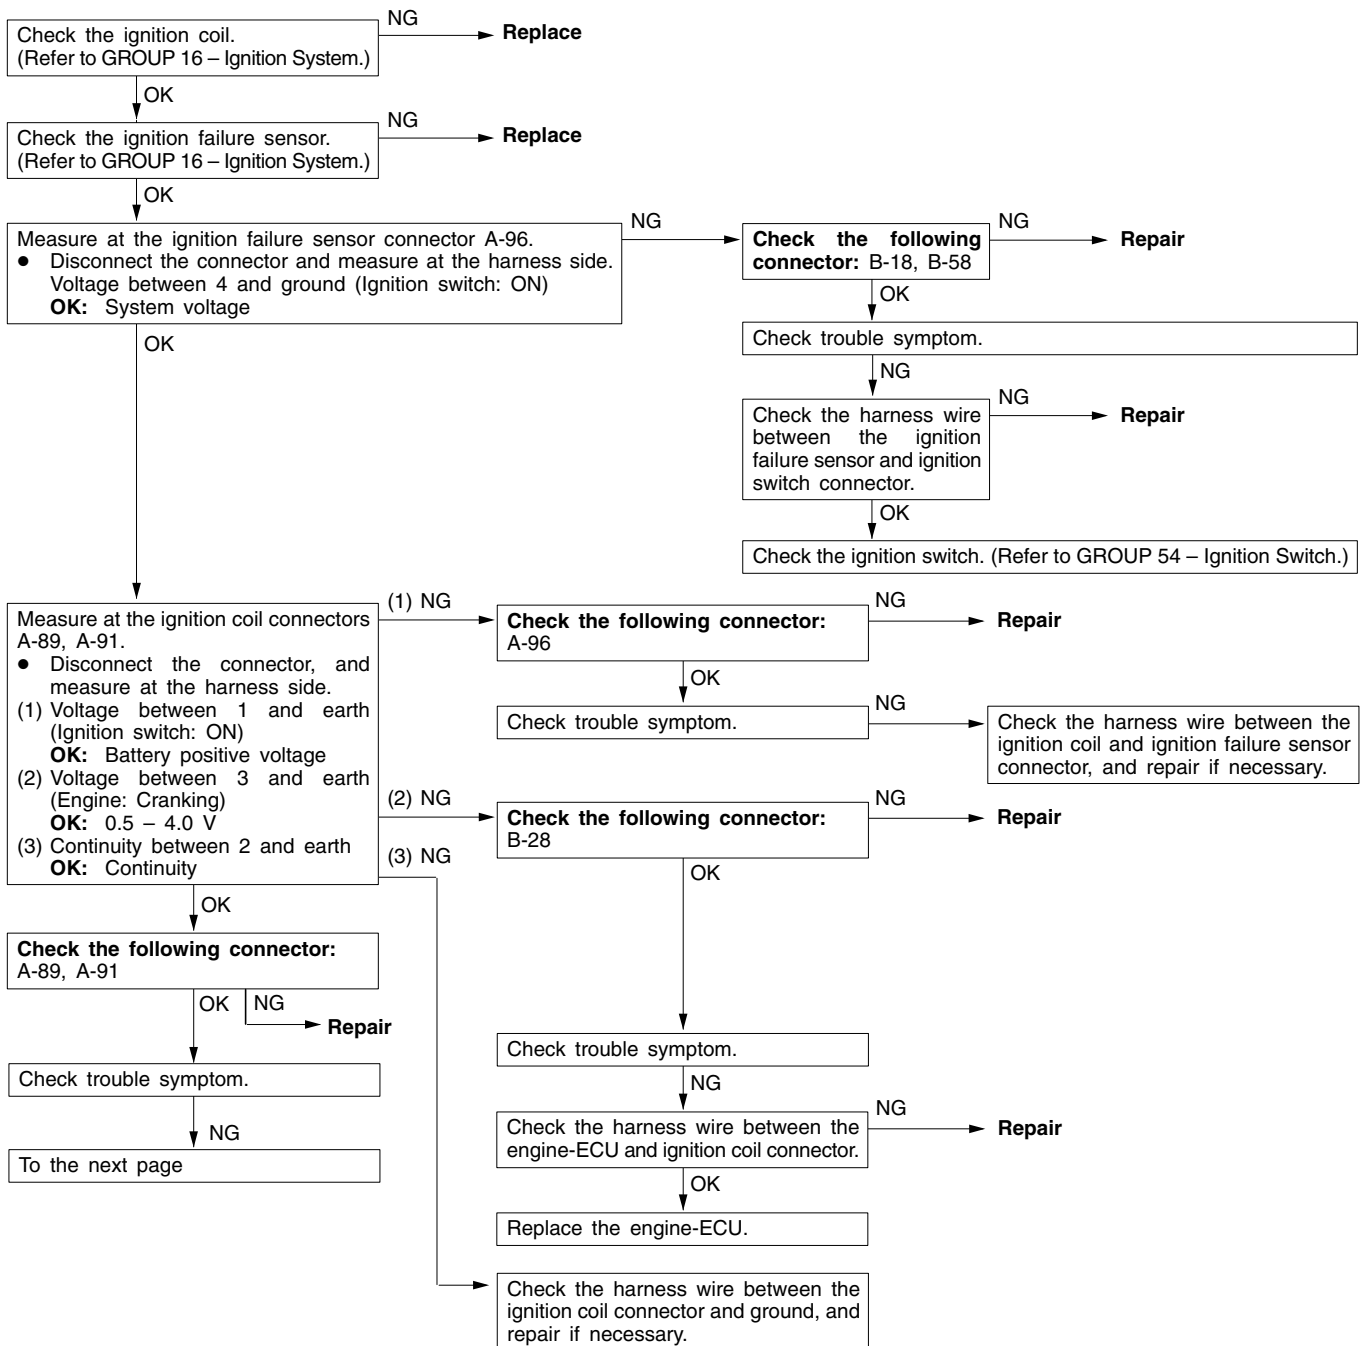 NG
Check the ignition coil.
(Refer to GROUP 16 – Ignition System.)
Replace
OK
NG
Check the ignition failure sensor.
(Refer to GROUP 16 – Ignition System.)
Replace
OK
NG
Measure at the ignition failure sensor connector A-96.
● Disconnect the connector and measure at the harness side.
Voltage between 4 and ground (Ignition switch: ON)
OK: System voltage
NG
Check the following
connector: B-18, B-58
Repair
OK
Check trouble symptom.
NG
NG
Check the harness wire
between the ignition
failure sensor and ignition
switch connector.
Repair
OK
Check the ignition switch. (Refer to GROUP 54 – Ignition Switch.)
OK
Measure at the ignition coil connectors
A-89, A-91.
● Disconnect the connector, and
measure at the harness side.
(1) Voltage between 1 and earth
(Ignition switch: ON)
OK: Battery positive voltage
(2) Voltage between 3 and earth
(Engine: Cranking)
OK: 0.5 – 4.0 V
(3) Continuity between 2 and earth
OK: Continuity
(1) NG
Check the following connector:
A-96
NG
Repair
OK
Check trouble symptom.
NG
Check the harness wire between the
ignition coil and ignition failure sensor
connector, and repair if necessary.
(2) NG
Check the following connector:
B-28
NG
Repair
(3) NG
OK
OK
Check the following connector:
A-89, A-91
OK
NG
Repair
Check trouble symptom.
NG
To the next page
Check trouble symptom.
NG
NG
Check the harness wire between the
engine-ECU and ignition coil connector.
Repair
OK
Replace the engine-ECU.
Check the harness wire between the
ignition coil connector and ground, and
repair if necessary.